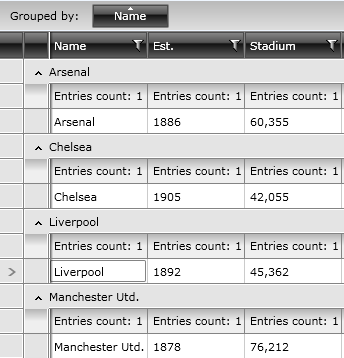 Grouped by: Name
Name Est. Stadium
Arsenal
Entries count: 1 Entries count: 1 Entries count: 1
Arsenal 1886 60,355
Chelsea
Entries count: 1 Entries count: 1 Entries count: 1
Chelsea 1905 42,055
Liverpool
Entries count: 1 Entries count: 1 Entries count: 1
Liverpool 1892 45,362
Manchester Utd.
Entries count: 1 Entries count: 1 Entries count: 1
Manchester Utd. 1878 76,212